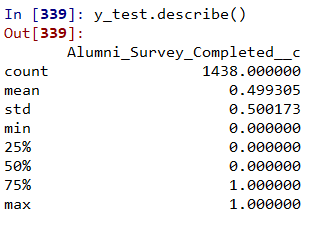 In [339]: y_test.describe()
Out[339]:
Alumni_Survey_Completed__c
count 1438.000000
mean 0.499305
std 0.500173
min 0.000000
25% 0.000000
50% 0.000000
75% 1.000000
max 1.000000